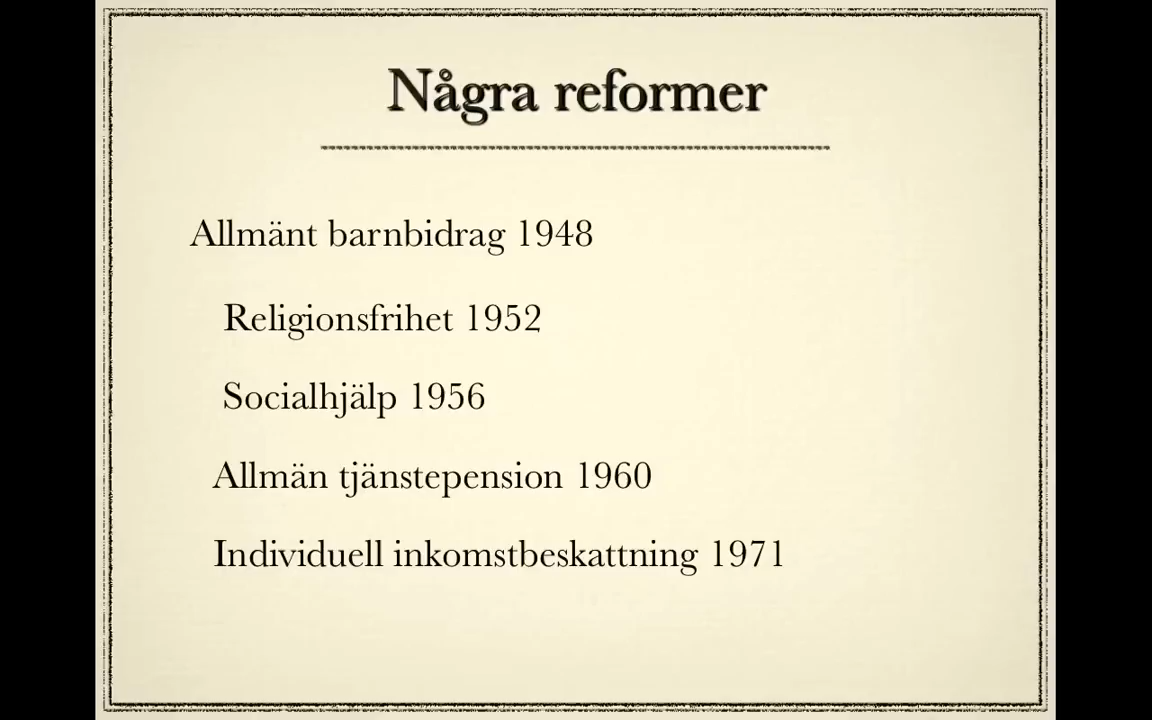 Några reformer
Allmänt barnbidrag 1948
Religionsfrihet 1952
Socialhjälp 1956
Allmän tjänstepension 1960
Individuell inkomstbeskattning 1971